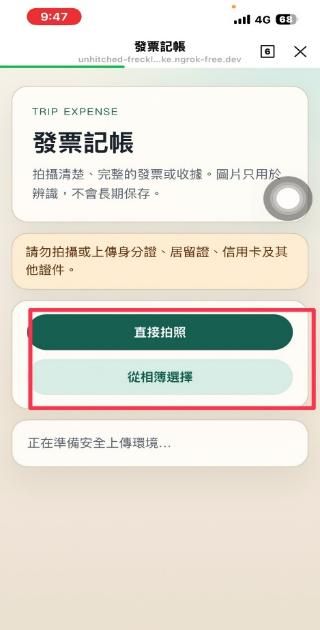 9:47
4G 68
發票記帳
unhitched-freckl...ke.ngrok-free.dev
6
TRIP EXPENSE
發票記帳
拍攝清楚、完整的發票或收據。圖片只用於
辨識，不會長期保存。
請勿拍攝或上傳身分證、居留證、信用卡及其
他證件。
直接拍照
從相簿選擇
正在準備安全上傳環境...